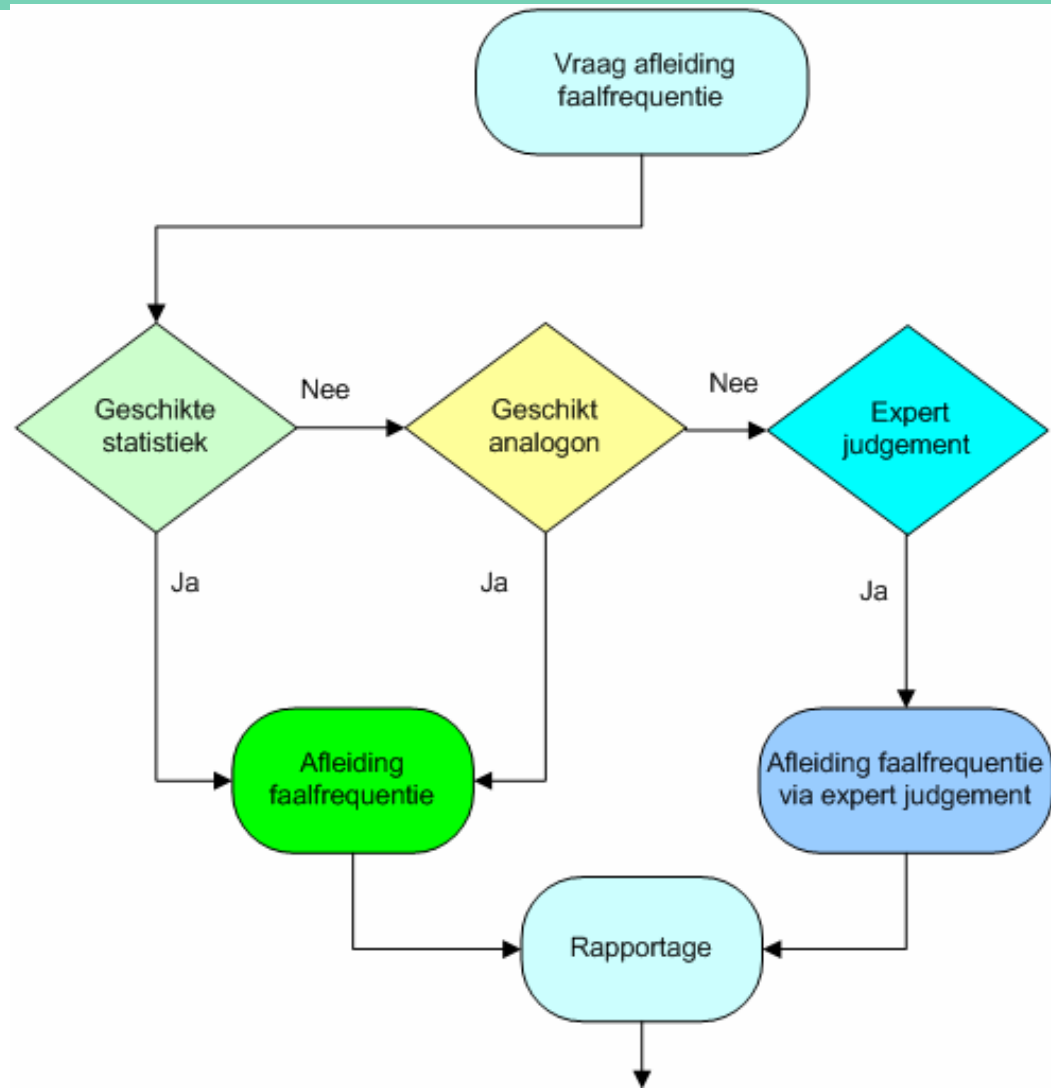 Vraag afleiding
faalfrequentie
Geschikte
statistiek
Nee
Geschikt
analogon
Nee
Expert
judgement
Ja
Ja
Ja
Afleiding
faalfrequentie
Afleiding faalfrequentie
via expert judgement
Rapportage